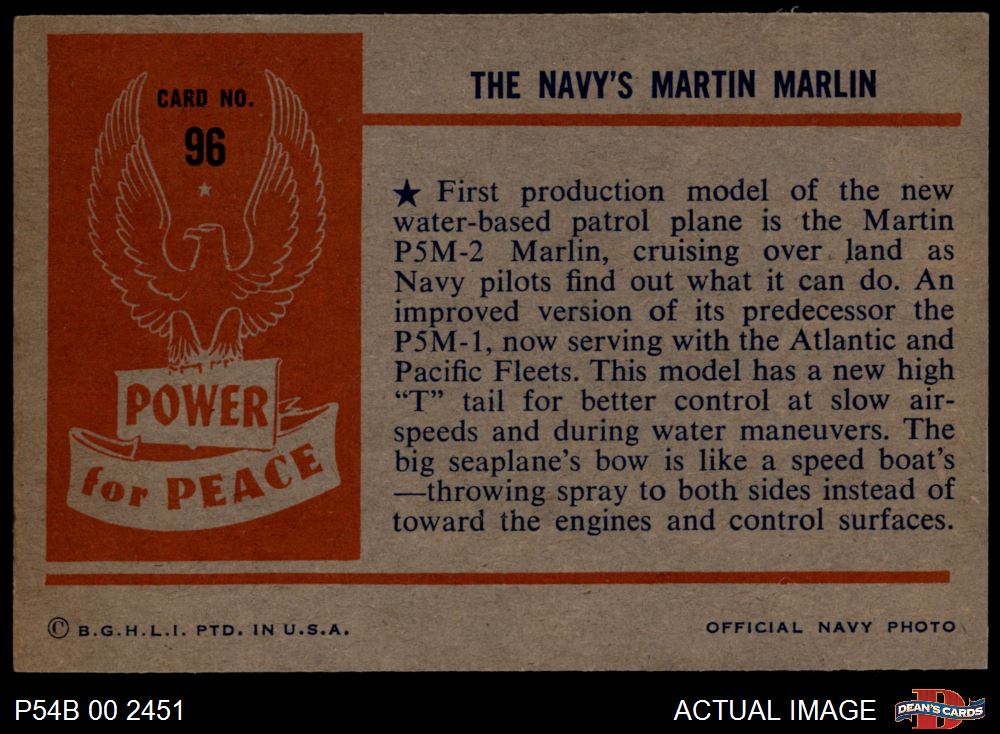 CARD NO.
96
POWER
for PEACE
THE NAVY'S MARTIN MARLIN
★ First production model of the new
water-based patrol plane is the Martin
P5M-2 Marlin, cruising over land as
Navy pilots find out what it can do. An
improved version of its predecessor the
P5M-1, now serving with the Atlantic and
Pacific Fleets. This model has a new high
“T” tail for better control at slow air-
speeds and during water maneuvers. The
big seaplane's bow is like a speed boat's
—throwing spray to both sides instead of
toward the engines and control surfaces.
© B.G.H.L.I. PTD. IN U.S.A.
OFFICIAL NAVY PHOTO
P54B 00 2451
ACTUAL IMAGE
DEAN'S CARDS